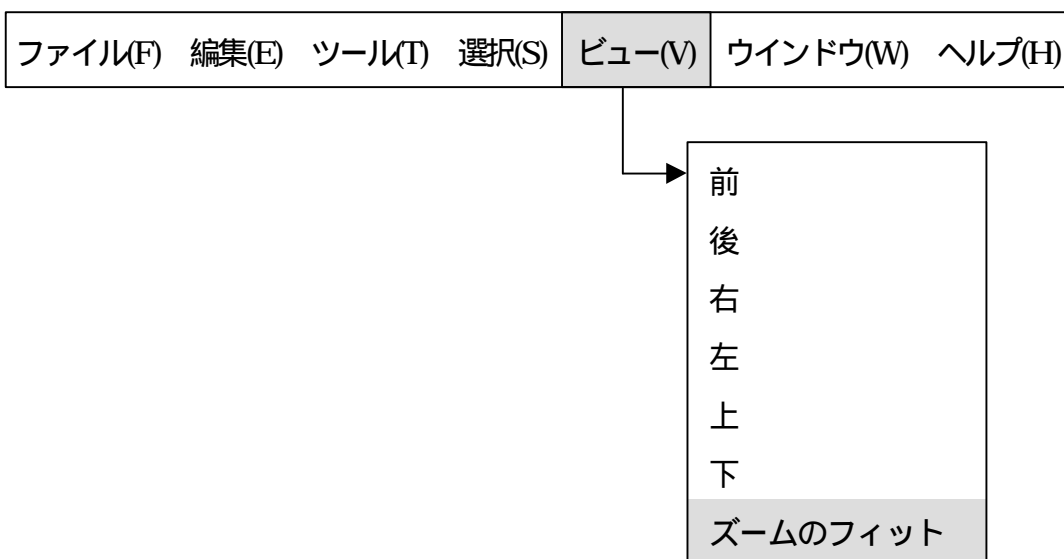 ファイル(F) 編集(E) ツール(T) 選択(S) ビュー(V) ウインドウ(W) ヘルプ(H)
前
後
右
左
上
下
ズームのフィット